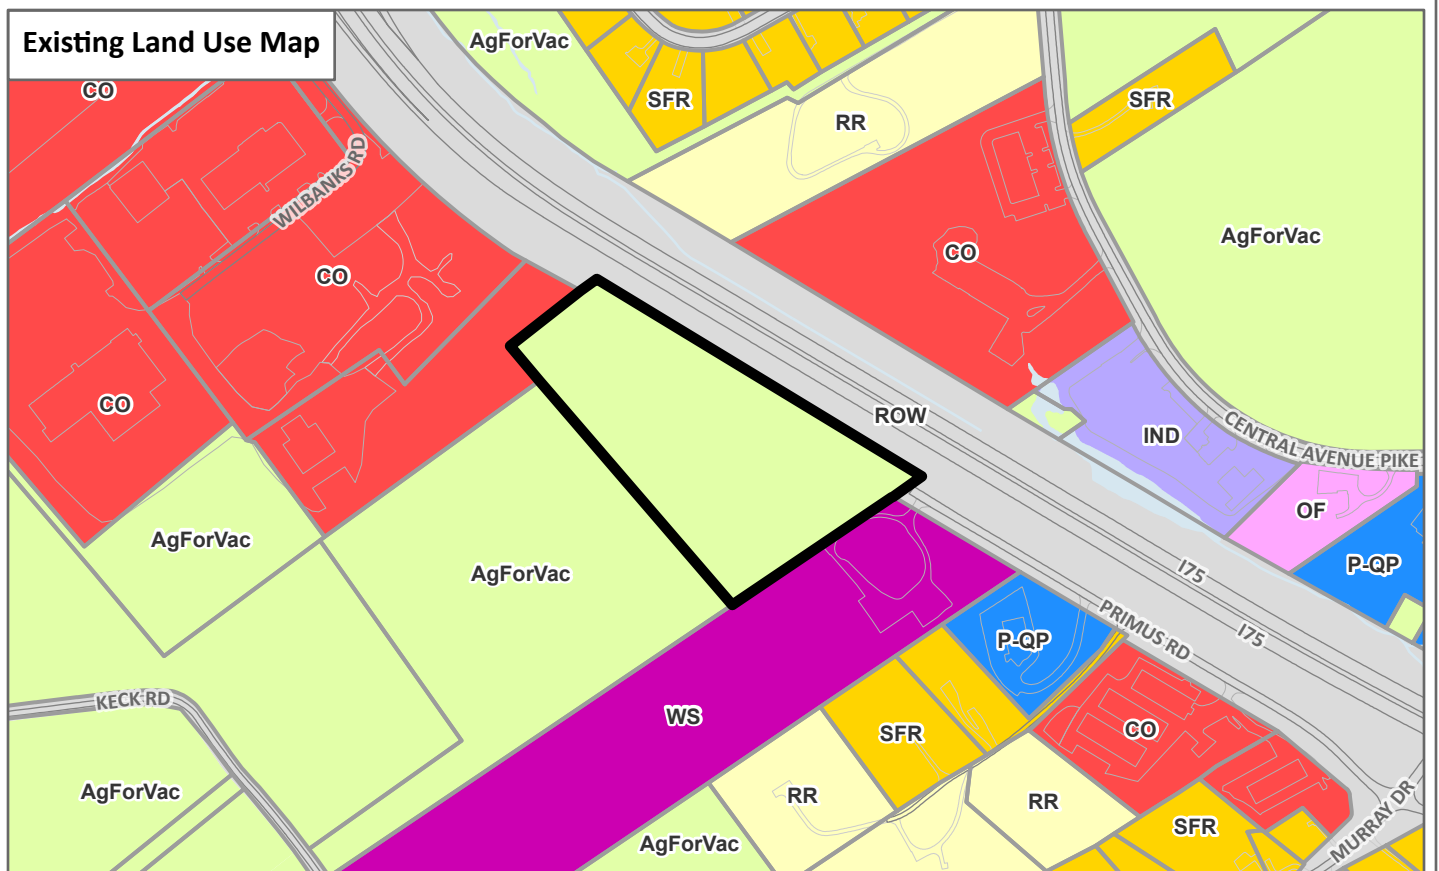 Existing Land Use Map
AgForVac
CO
SFR
SFR
RR
WILBANKS RD
AgForVac
CO
CO
CO
ROW
CENTRAL AVENUE PIKE
IND
OF
AgForVac
AgForVac
P-QP
I75
PRIMUS RD
I75
P-QP
KECK RD
WS
SFR
CO
AgForVac
RR
RR
SFR
MURRAY DR
AgForVac